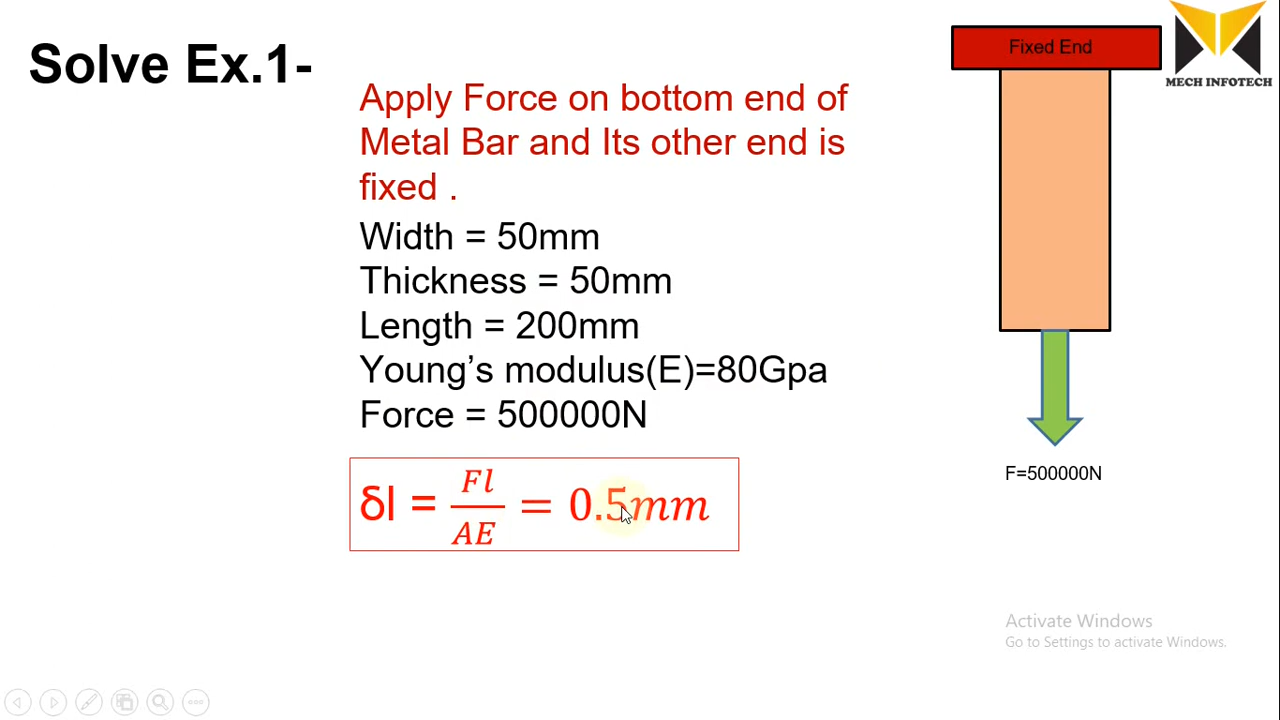 Solve Ex.1-
Apply Force on bottom end of
Metal Bar and Its other end is
fixed .
Width = 50mm
Thickness = 50mm
Length = 200mm
Young’s modulus(E)=80Gpa
Force = 500000N
δl = Fl/AE = 0.5mm
Fixed End
MECH INFOTECH
F=500000N
Activate Windows
Go to Settings to activate Windows.